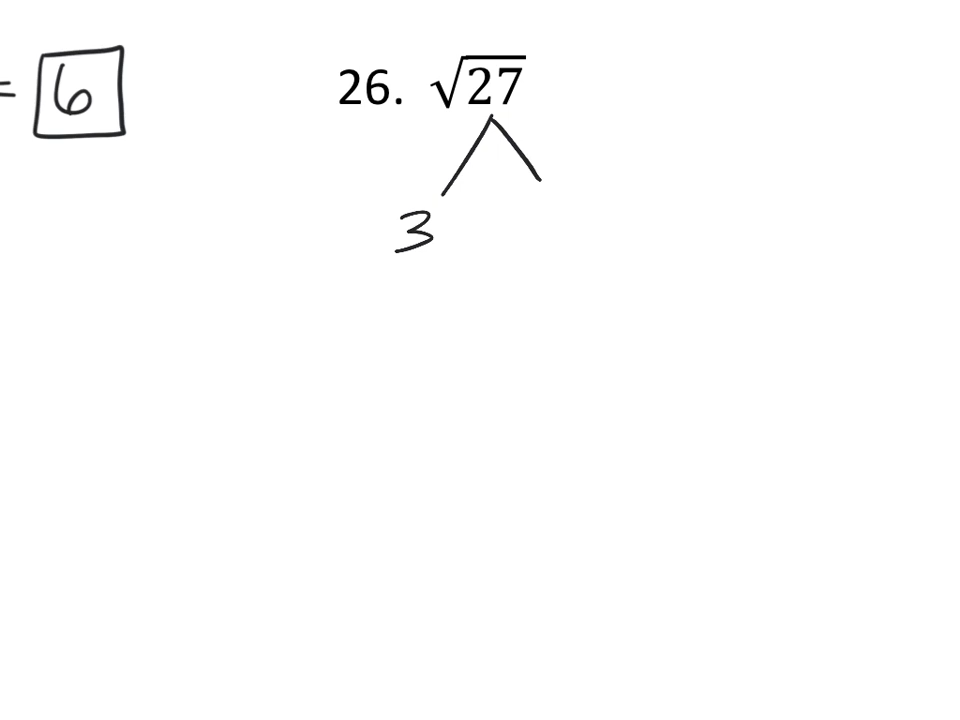 = 6
26. √27
3